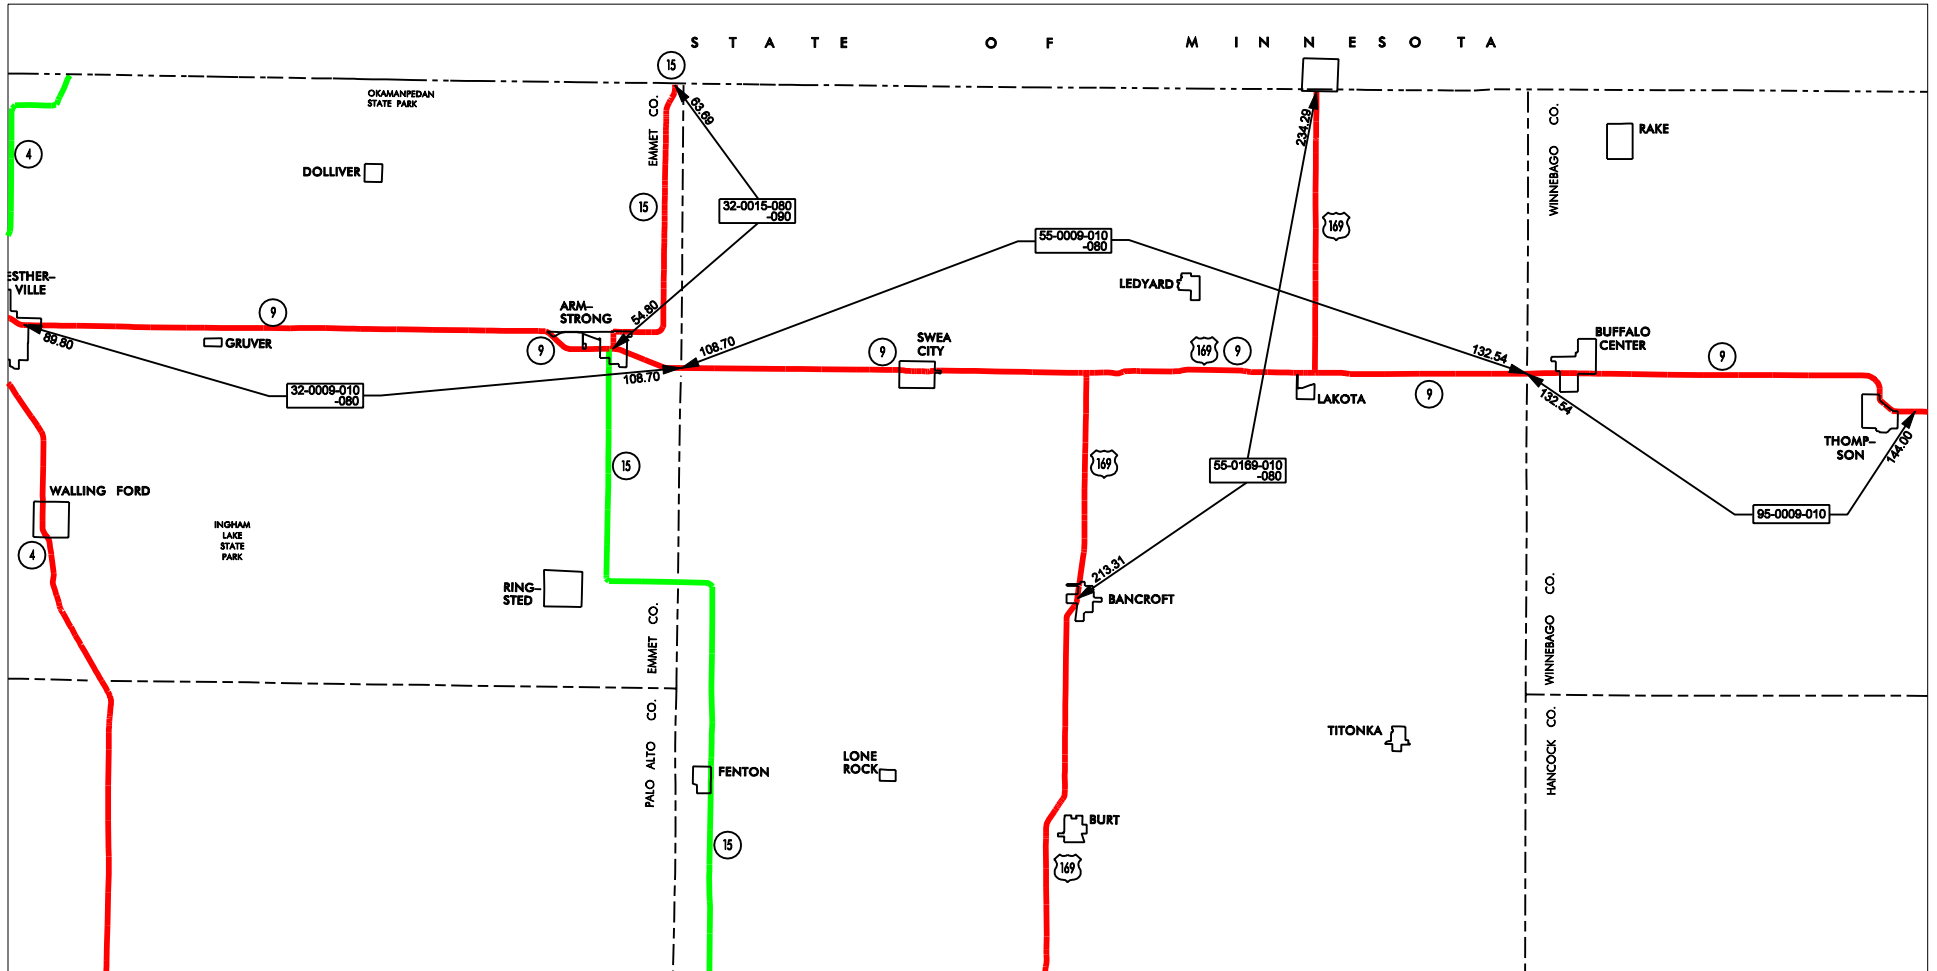 STATE OF MINNESOTA
15
OKAMANPEDAN
STATE PARK
EMMET CO.
63.69
234.29
WINNEBAGO CO.
RAKE
4
DOLLIVER
15
32-0015-080
-090
169
55-0009-010
-080
ESTHER-
VILLE
LEDYARD
9
ARM-
STRONG
54.80
89.80
GRUVER
9
108.70
SWEA
CITY
9
169
9
132.54
BUFFALO
CENTER
9
108.70
32-0009-010
-080
LAKOTA
9
132.54
THOMP-
SON
144.00
15
169
55-0169-010
-080
WALLING FORD
95-0009-010
INGHAM
LAKE
STATE
PARK
4
213.31
RING-
STED
BANCROFT
EMMET CO.
WINNEBAGO CO.
PALO ALTO CO.
HANCOCK CO.
TITONKA
FENTON
LONE
ROCK
BURT
15
169